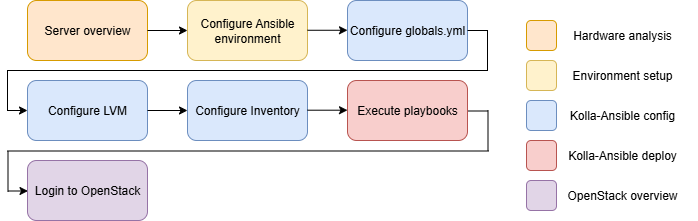 Server overview
Configure Ansible
environment
Configure globals.yml
Configure LVM
Configure Inventory
Execute playbooks
Login to OpenStack
Hardware analysis
Environment setup
Kolla-Ansible config
Kolla-Ansible deploy
OpenStack overview